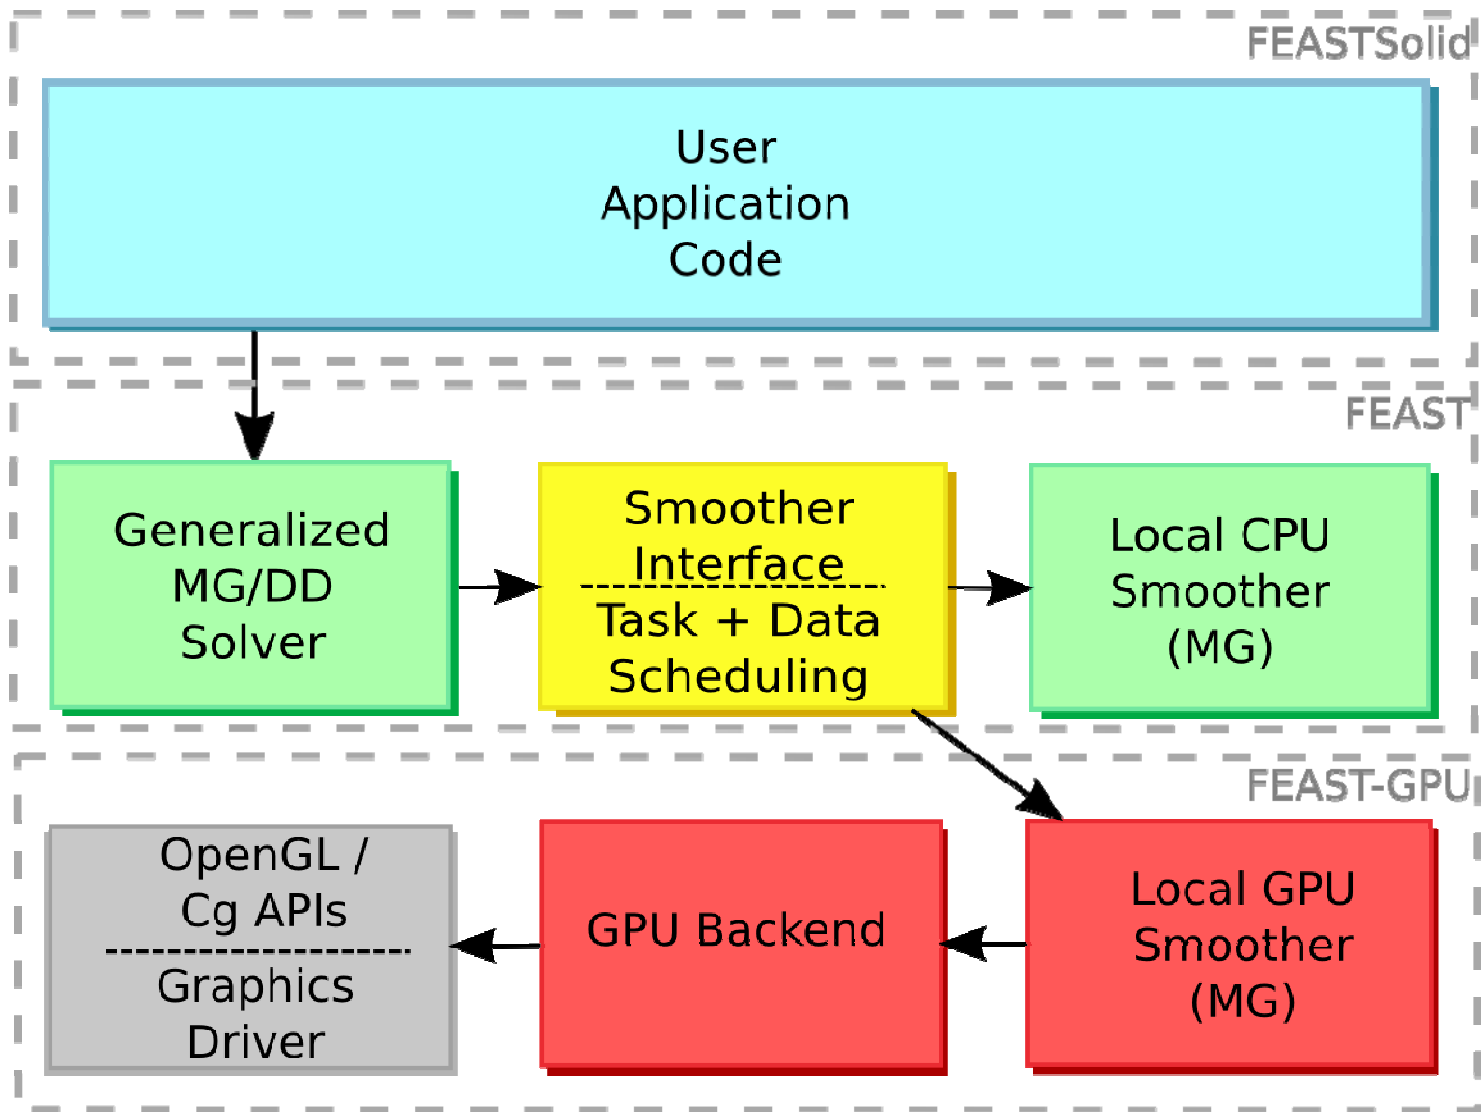 FEASTSolid
User
Application
Code
FEAST
Generalized
MG/DD
Solver
Smoother
Interface
Task + Data
Scheduling
Local CPU
Smoother
(MG)
FEAST-GPU
OpenGL /
Cg APIs
Graphics
Driver
GPU Backend
Local GPU
Smoother
(MG)